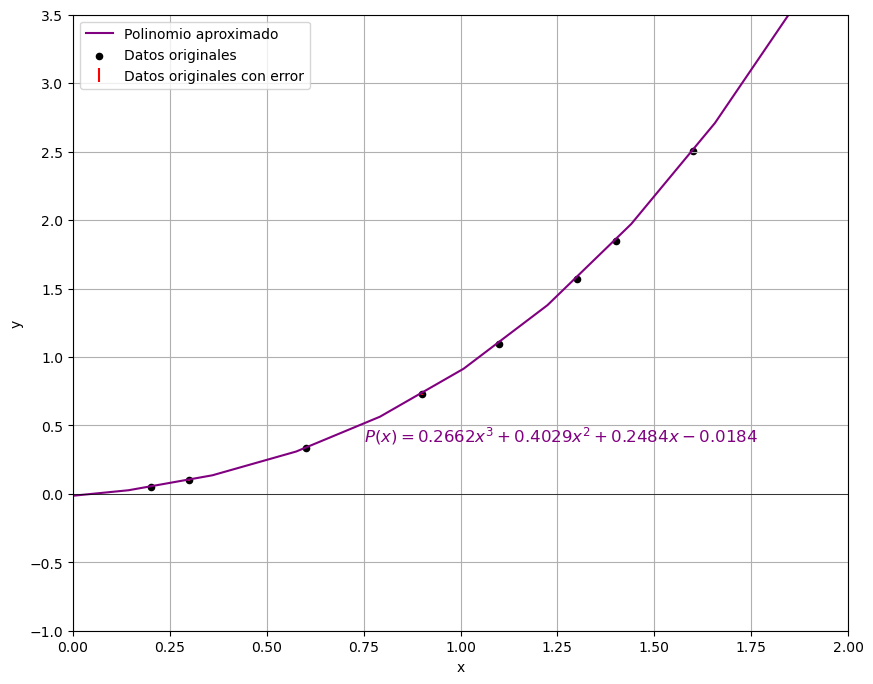 Polinomio aproximado
Datos originales
Datos originales con error
3.5
3.0
2.5
2.0
1.5
1.0
0.5
0.0
−0.5
−1.0
y
P(x) = 0.2662x³ + 0.4029x² + 0.2484x − 0.0184
0.00 0.25 0.50 0.75 1.00 1.25 1.50 1.75 2.00
x